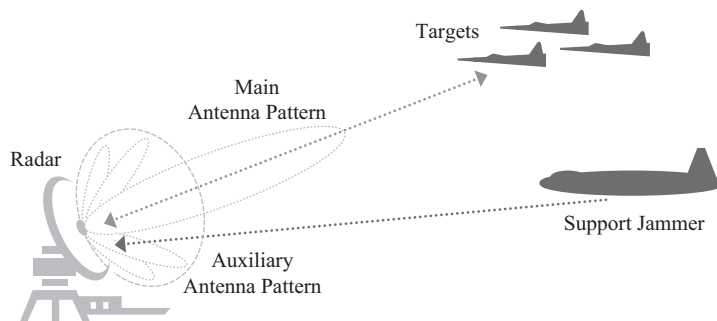 Targets
Main
Antenna Pattern
Radar
Support Jammer
Auxiliary
Antenna Pattern